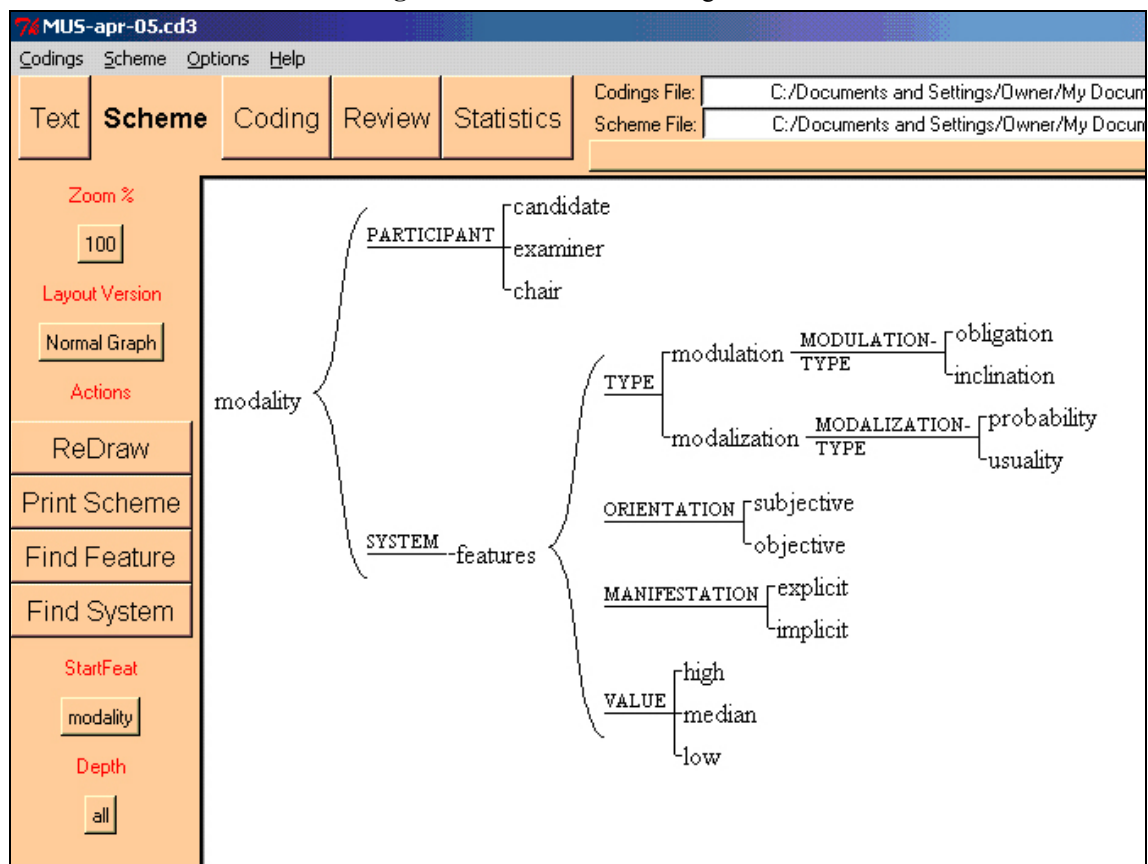 MUS-apr-05.cd3
Codings Scheme Options Help
Text Scheme Coding Review Statistics
Codings File: C:/Documents and Settings/Owner/My Docum
Scheme File: C:/Documents and Settings/Owner/My Docum
Zoom %
100
Layout Version
Normal Graph
Actions
ReDraw
Print Scheme
Find Feature
Find System
StartFeat
modality
Depth
all
modality
PARTICIPANT
candidate
examiner
chair
SYSTEM
features
TYPE
modulation
MODULATION-
TYPE
obligation
inclination
modalization
MODALIZATION-
TYPE
probability
usuality
ORIENTATION
subjective
objective
MANIFESTATION
explicit
implicit
VALUE
high
median
low